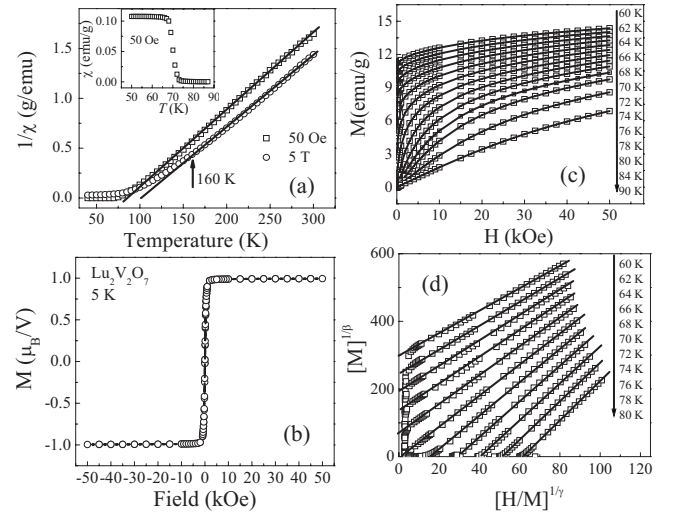 0.10
0.05
0.00
χ (emu/g)
50 Oe
50 60 70 80 90
T (K)
1.5
1.0
0.5
0.0
1/χ (g/emu)
50 Oe
5 T
160 K
(a)
50 100 150 200 250 300
Temperature (K)
15
12
9
6
3
0
M(emu/g)
60 K
62 K
64 K
66 K
68 K
70 K
72 K
74 K
76 K
78 K
80 K
84 K
90 K
(c)
0 10 20 30 40 50
H (kOe)
Lu2V2O7
5 K
1.0
0.5
0.0
-0.5
-1.0
M (μB/V)
(b)
-50 -40 -30 -20 -10 0 10 20 30 40 50
Field (kOe)
600
400
200
0
[M]^1/β
(d)
60 K
62 K
64 K
66 K
68 K
70 K
72 K
74 K
76 K
78 K
80 K
0 20 40 60 80 100 120
[H/M]^1/γ